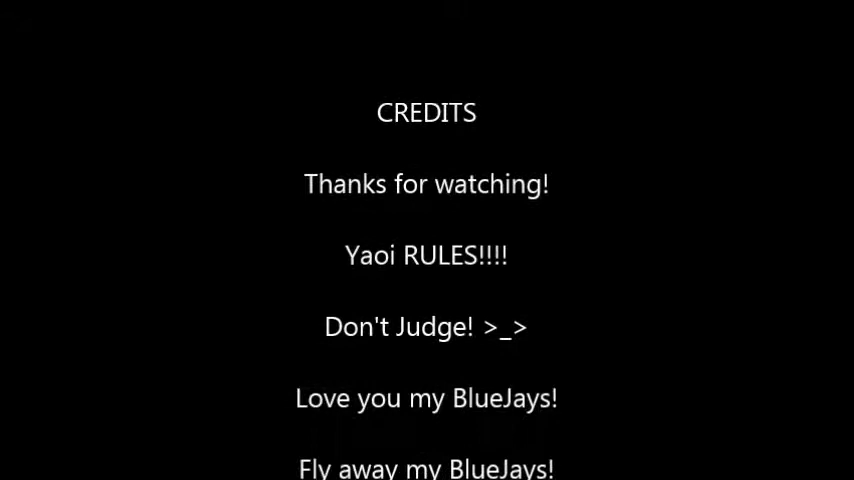 CREDITS
Thanks for watching!
Yaoi RULES!!!!
Don't Judge! >_>
Love you my BlueJays!
Fly away my BlueJays!